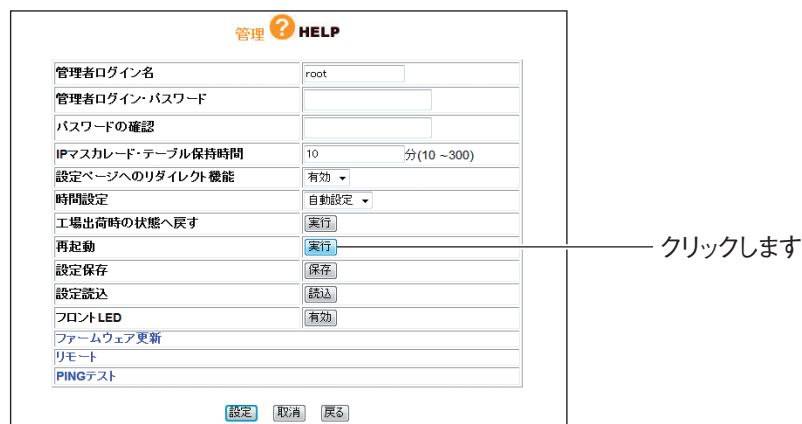 管理 ? HELP
管理者ログイン名 root
管理者ログイン・パスワード
パスワードの確認
IPマスカレード・テーブル保持時間 10 分(10 ~300)
設定ページへのリダイレクト機能 有効
時間設定 自動設定
工場出荷時の状態へ戻す 実行
再起動 実行 クリックします
設定保存 保存
設定読込 読込
フロントLED 有効
ファームウェア更新
リモート
PINGテスト
設定 取消 戻る